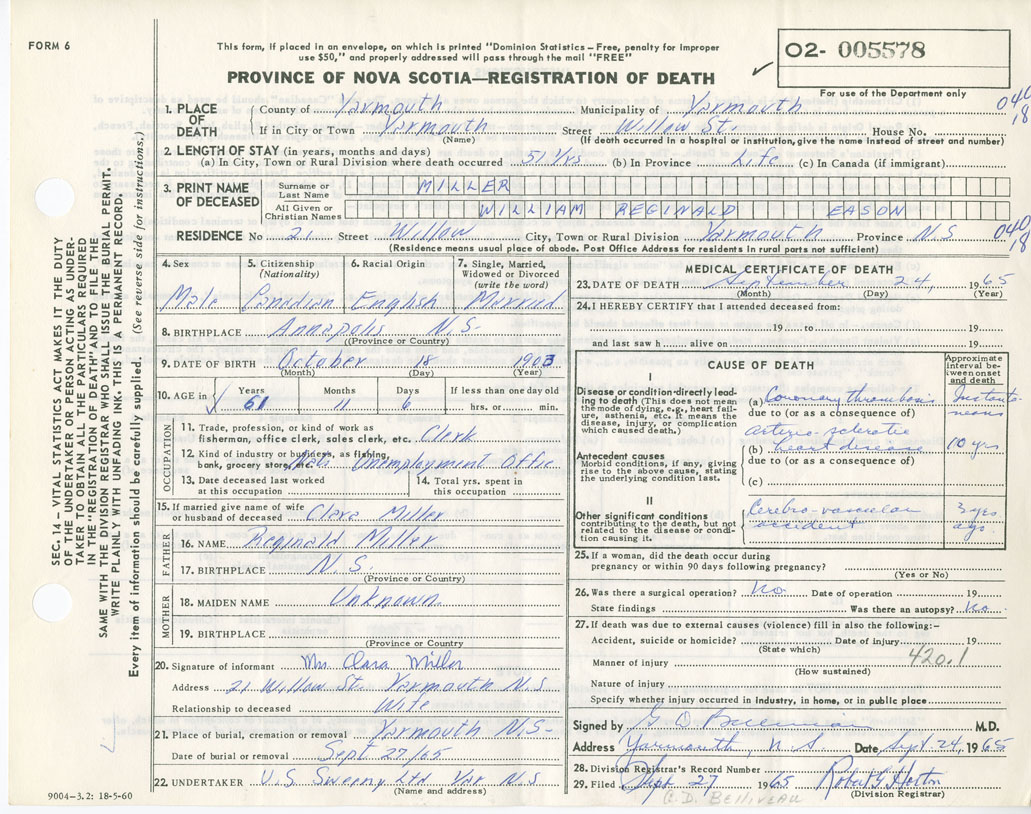 FORM 6
This form, if placed in an envelope, on which is printed "Dominion Statistics – Free, penalty for improper
use $50," and properly addressed will pass through the mail "FREE"
O2- 005578
For use of the Department only
PROVINCE OF NOVA SCOTIA—REGISTRATION OF DEATH
1. PLACE OF DEATH County of Yarmouth Municipality of Yarmouth
If in City or Town Yarmouth Street Willow St. House No.
(Name) (If death occurred in a hospital or institution, give the name instead of street and number)
2. LENGTH OF STAY (in years, months and days)
(a) In City, Town or Rural Division where death occurred 51 Yrs (b) In Province Life (c) In Canada (if immigrant)
3. PRINT NAME OF DECEASED Surname or Last Name MILLER
All Given or Christian Names WILLIAM REGINALD EASON
RESIDENCE No 21 Street Willow City, Town or Rural Division Yarmouth Province N.S
(Residence means usual place of abode. Post Office Address for residents in rural parts not sufficient)
SEC. 14 – VITAL STATISTICS ACT MAKES IT THE DUTY
OF THE UNDERTAKER OR PERSON ACTING AS UNDER-
TAKER TO OBTAIN ALL THE PARTICULARS REQUIRED
IN THE "REGISTRATION OF DEATH" AND TO FILE THE
SAME WITH THE DIVISION REGISTRAR WHO SHALL ISSUE THE BURIAL PERMIT.
WRITE PLAINLY WITH UNFADING INK. THIS IS A PERMANENT RECORD.
Every item of information should be carefully supplied. (See reverse side for instructions.)
4. Sex 5. Citizenship (Nationality) 6. Racial Origin 7. Single, Married, Widowed or Divorced (write the word)
Male Canadian English Married
8. BIRTHPLACE Annapolis N.S.
(Province or Country)
9. DATE OF BIRTH October 18 1903
(Month) (Day) (Year)
10. AGE in Years Months Days If less than one day old
61 11 6 hrs. or min.
OCCUPATION
11. Trade, profession, or kind of work as
fisherman, office clerk, sales clerk, etc. Clerk
12. Kind of industry or business, as fishing,
bank, grocery store, etc. Unemployment Office
13. Date deceased last worked at this occupation 14. Total yrs. spent in this occupation
15. If married give name of wife or husband of deceased Clara Miller
FATHER
16. NAME Reginald Miller
17. BIRTHPLACE N.S.
(Province or Country)
MOTHER
18. MAIDEN NAME Unknown
19. BIRTHPLACE
(Province or Country)
20. Signature of informant Mrs Clara Miller
Address 21 Willow St. Yarmouth N.S
Relationship to deceased Wife
21. Place of burial, cremation or removal Yarmouth N.S-
Date of burial or removal Sept 27/65
22. UNDERTAKER V.S. Sweeny Ltd Yar N.S
(Name and address)
9004-3.2: 18-5-60
MEDICAL CERTIFICATE OF DEATH
23. DATE OF DEATH September 24, 1965
(Month) (Day) (Year)
24. I HEREBY CERTIFY that I attended deceased from:
19 to 19
and last saw h alive on 19
CAUSE OF DEATH
Approximate interval between onset and death
I
Disease or condition directly leading to death (This does not mean the mode of dying, e.g., heart failure, asthenia, etc. It means the disease, injury, or complication which caused death.)
(a) Coronary thrombosis Instantaneous
due to (or as a consequence of)
Antecedent causes
Morbid conditions, if any, giving rise to the above cause, stating the underlying condition last.
arterio-sclerotic
(b) heart disease 10 yrs
due to (or as a consequence of)
(c)
II
Other significant conditions
contributing to the death, but not related to the disease or condition causing it.
Cerebro-vascular accident 3 yrs ago
25. If a woman, did the death occur during
pregnancy or within 90 days following pregnancy?
(Yes or No)
26. Was there a surgical operation? No Date of operation 19
State findings Was there an autopsy? No
27. If death was due to external causes (violence) fill in also the following:–
Accident, suicide or homicide? Date of injury 19
(State which)
420.1
Manner of injury
(How sustained)
Nature of injury
Specify whether injury occurred in industry, in home, or in public place
Signed by M.D.
Address Yarmouth, N.S. Date Sept. 24, 1965
28. Division Registrar's Record Number
29. Filed Sept 27 1965 Robert G Horton
(Division Registrar)
G.D. BELLIVEAU